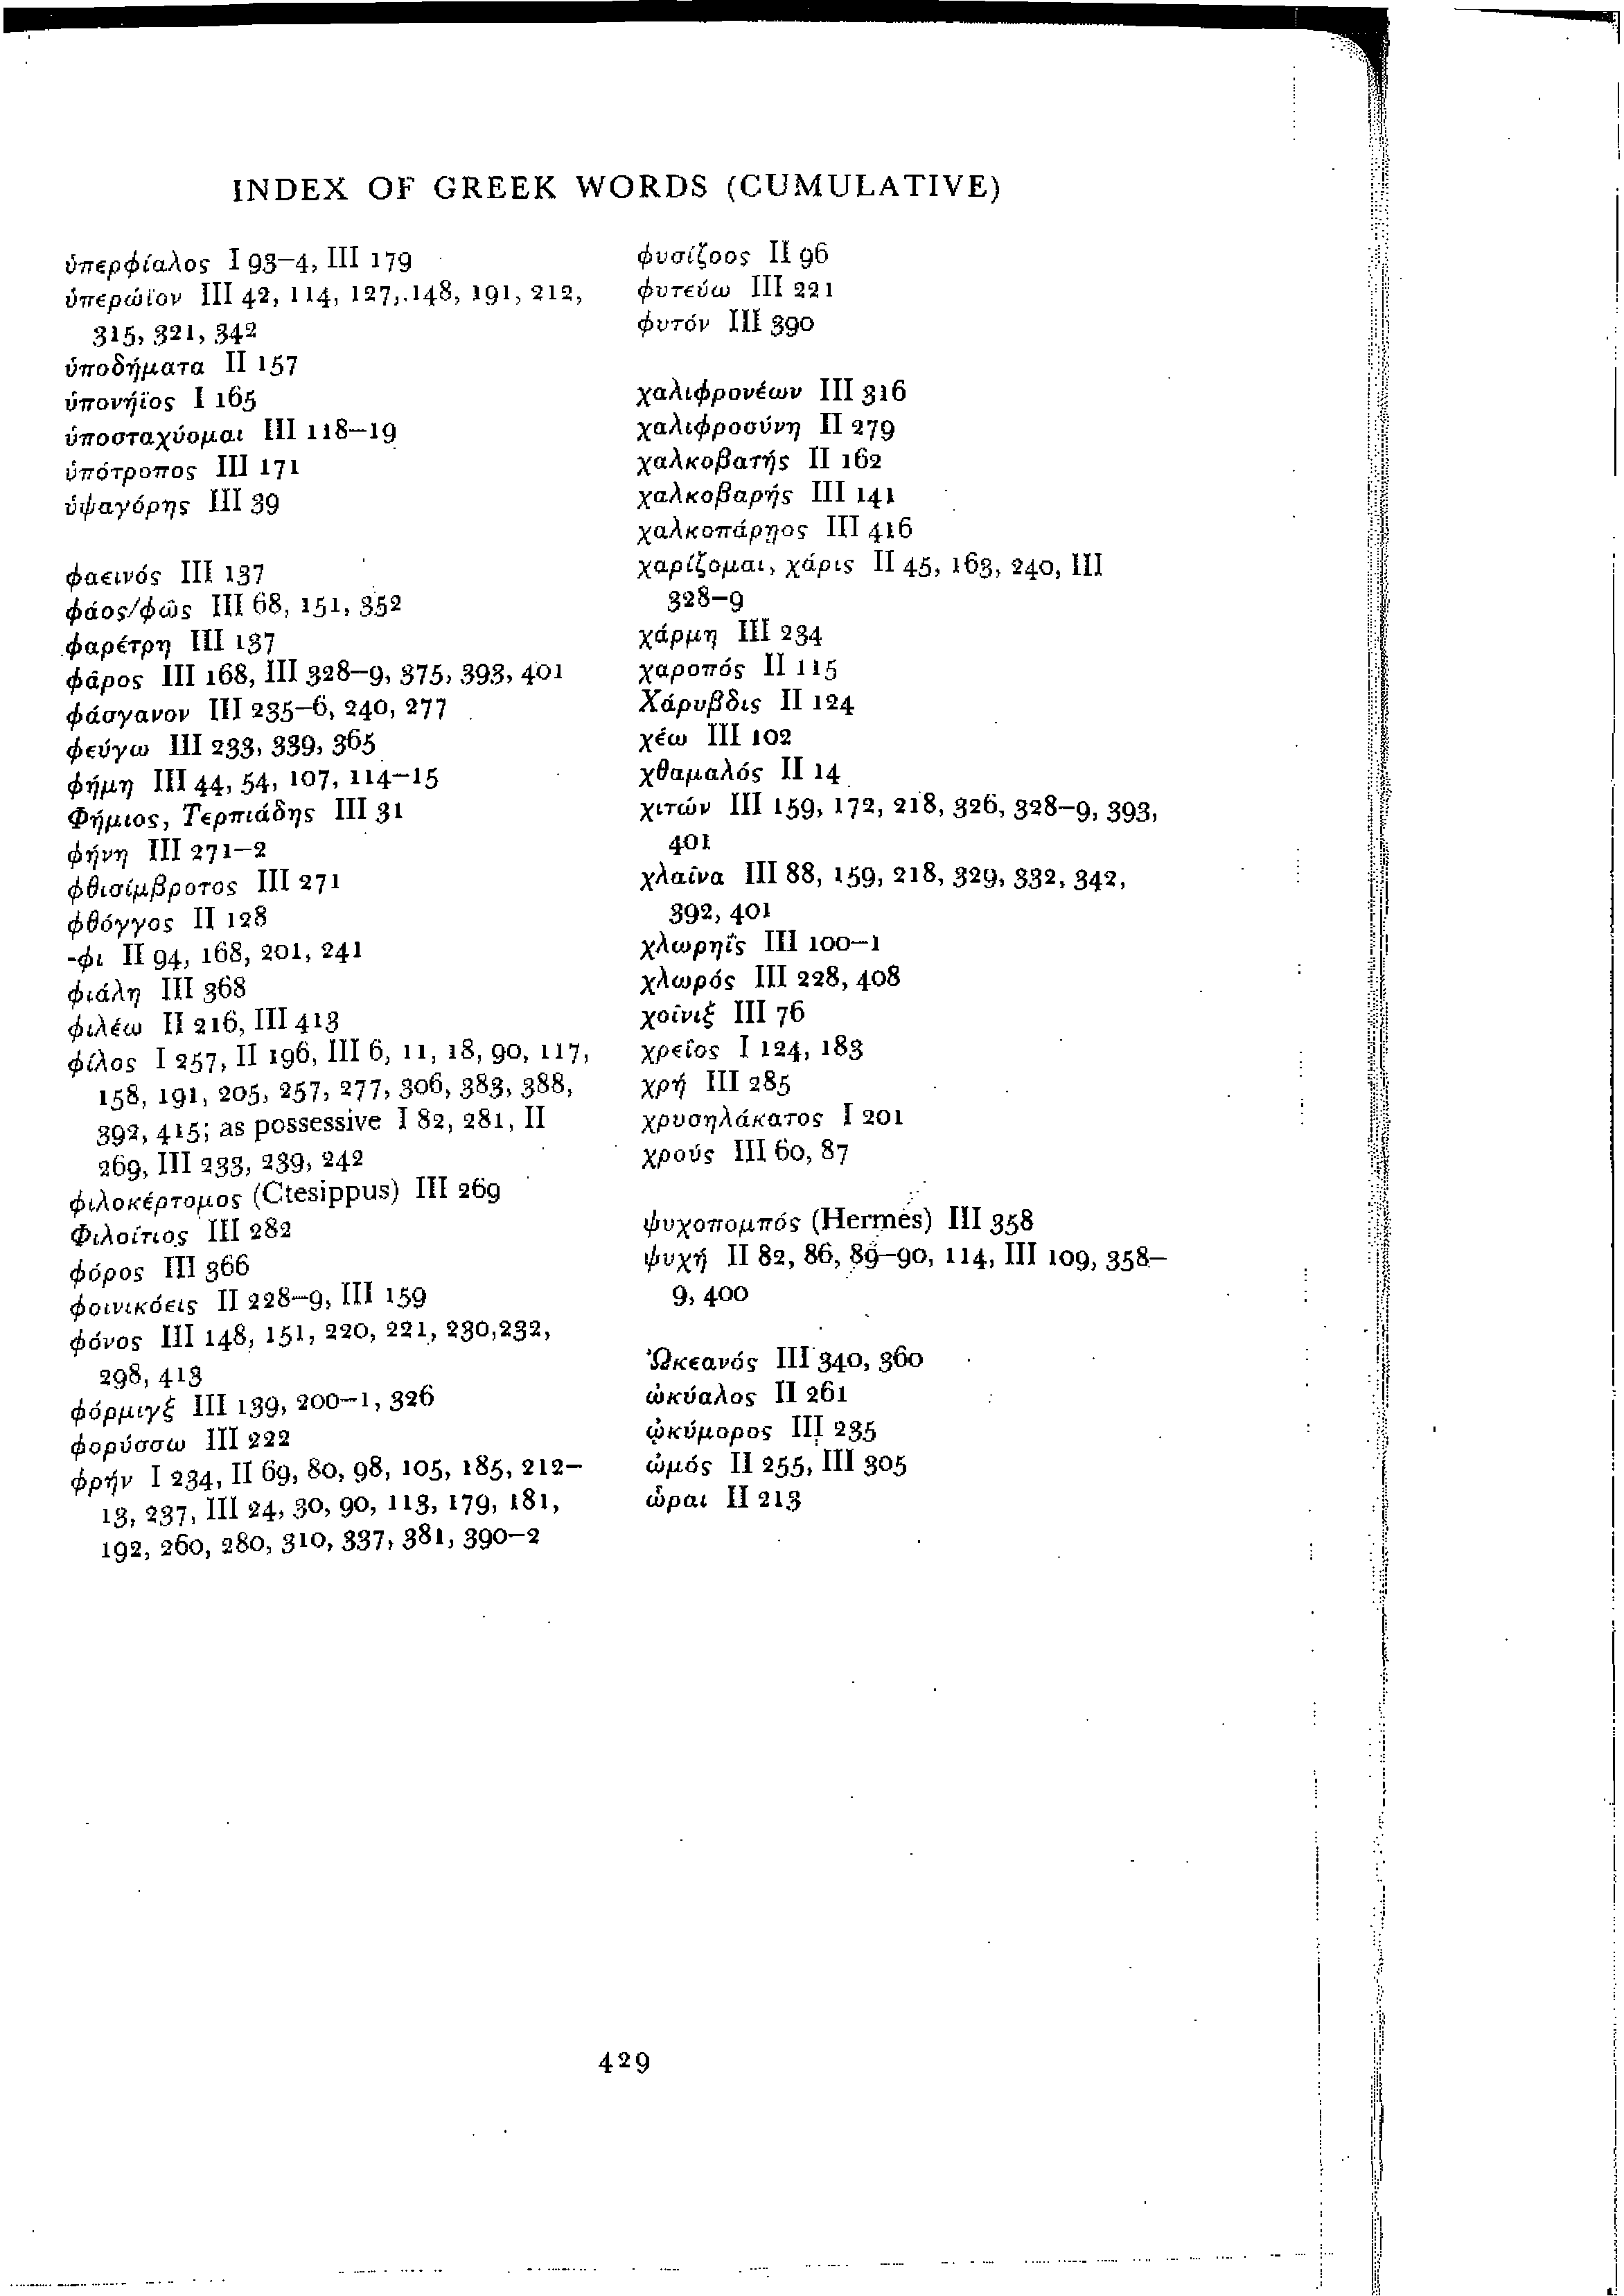 INDEX OF GREEK WORDS (CUMULATIVE)
ὑπερφίαλος I 93–4, III 179
ὑπερώϊον III 42, 114, 127, 148, 191, 212,
315, 321, 342
ὑποδήματα II 157
ὑπονήϊος I 165
ὑποσταχύομαι III 118–19
ὑπότροπος III 171
ὑψαγόρης III 39
φαεινός III 137
φάος/φῶς III 68, 151, 352
φαρέτρη III 137
φᾶρος III 168, III 328–9, 375, 393, 401
φάσγανον III 235–6, 240, 277
φεύγω III 233, 339, 365
φήμη III 44, 54, 107, 114–15
Φήμιος, Τερπιάδης III 31
φήνη III 271–2
φθισίμβροτος III 271
φθόγγος II 128
-φι II 94, 168, 201, 241
φιάλη III 368
φιλέω II 216, III 413
φίλος I 257, II 196, III 6, 11, 18, 90, 117,
158, 191, 205, 257, 277, 306, 383, 388,
392, 415; as possessive I 82, 281, II
269, III 233, 239, 242
φιλοκέρτομος (Ctesippus) III 269
Φιλοίτιος III 282
φόρος III 366
φοινικόεις II 228–9, III 159
φόνος III 148, 151, 220, 221, 230,232,
298, 413
φόρμιγξ III 139, 200–1, 326
φορύσσω III 222
φρήν I 234, II 69, 80, 98, 105, 185, 212–
13, 237, III 24, 30, 90, 113, 179, 181,
192, 260, 280, 310, 337, 381, 390–2
φυσίζοος II 96
φυτεύω III 221
φυτόν III 390
χαλιφρονέων III 316
χαλιφροσύνη II 279
χαλκοβατής II 162
χαλκοβαρής III 141
χαλκοπάρῃος III 416
χαρίζομαι, χάρις II 45, 163, 240, III
328–9
χάρμη III 234
χαροπός II 115
Χάρυβδις II 124
χέω III 102
χθαμαλός II 14
χιτών III 159, 172, 218, 326, 328–9, 393,
401
χλαῖνα III 88, 159, 218, 329, 332, 342,
392, 401
χλωρηΐς III 100–1
χλωρός III 228, 408
χοῖνιξ III 76
χρεῖος I 124, 183
χρή III 285
χρυσηλάκατος I 201
χρούς III 60, 87
ψυχοπομπός (Hermes) III 358
ψυχή II 82, 86, 89–90, 114, III 109, 358–
9, 400
Ὠκεανός III 340, 360
ὠκύαλος II 261
ὠκύμορος III 235
ὠμός II 255, III 305
ὧραι II 213
429